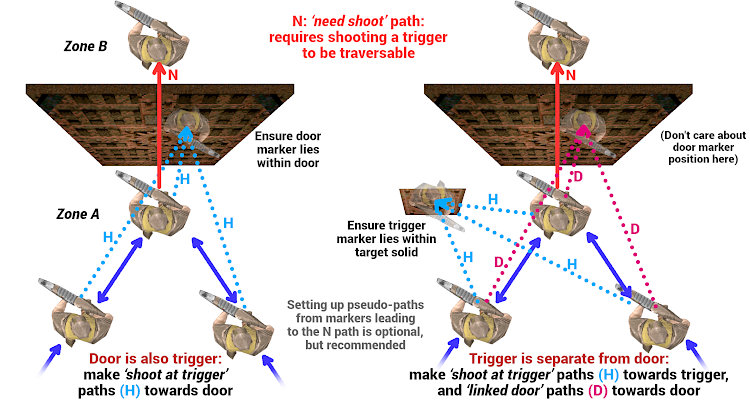 Zone B
N: ‘need shoot’ path:
requires shooting a trigger
to be traversable
N
N
Ensure door
marker lies
within door
(Don't care about
door marker
position here)
H
D
Zone A
H
H
H
Ensure trigger
marker lies within
target solid
D
H
D
H
Setting up pseudo-paths
from markers leading
to the N path is optional,
but recommended
Door is also trigger:
make ‘shoot at trigger’
paths (H) towards door
Trigger is separate from door:
make ‘shoot at trigger’ paths (H) towards trigger,
and ‘linked door’ paths (D) towards door